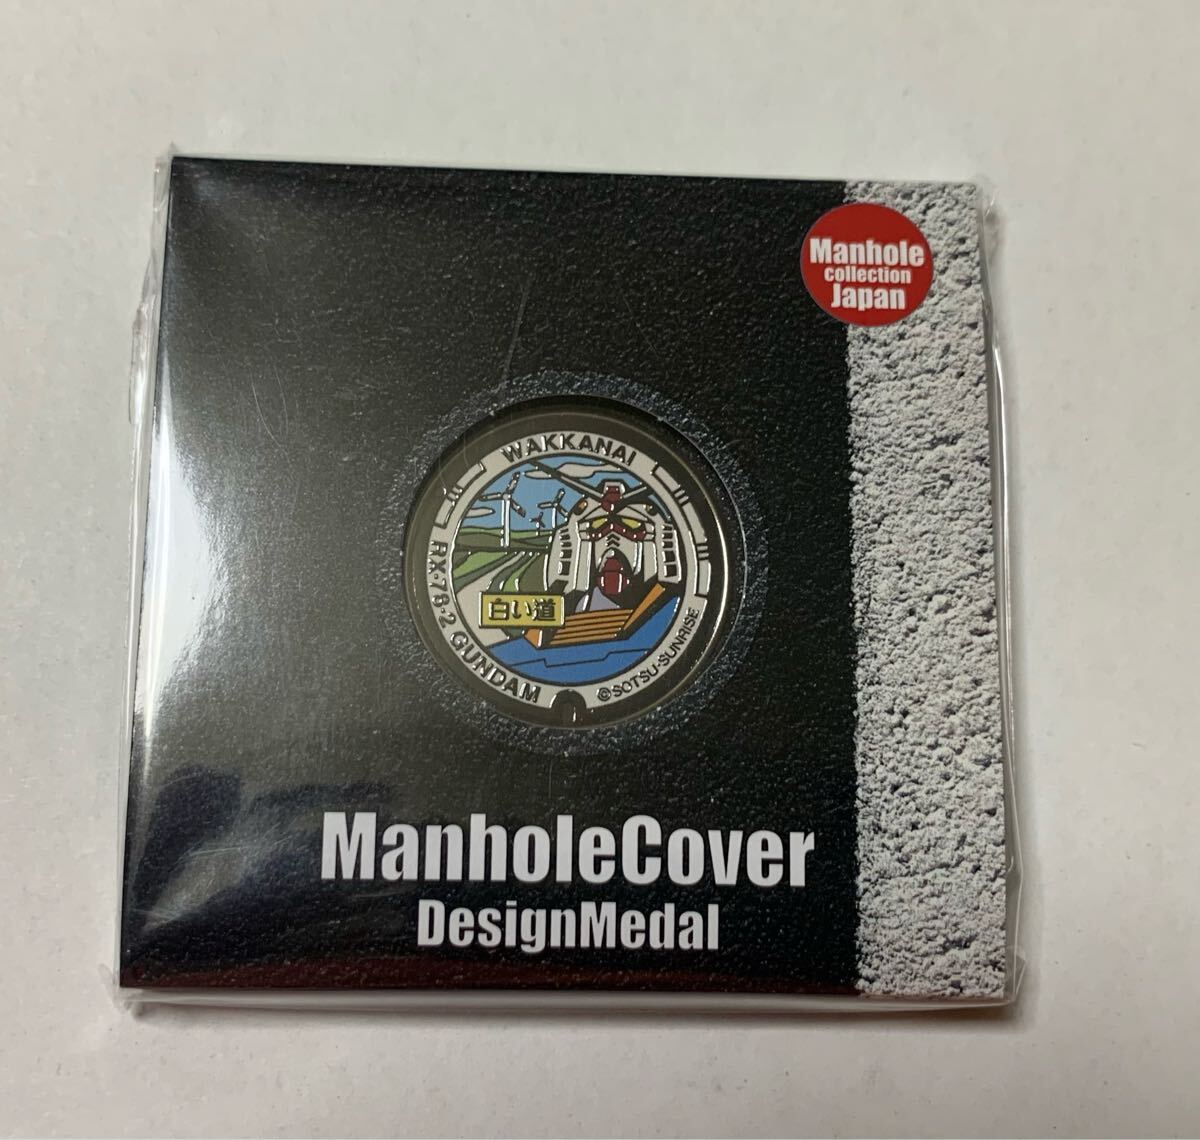 Manhole
collection
Japan
WAKKANAI
RX-78-2 GUNDAM
白い道
©SOTSU·SUNRISE
ManholeCover
DesignMedal